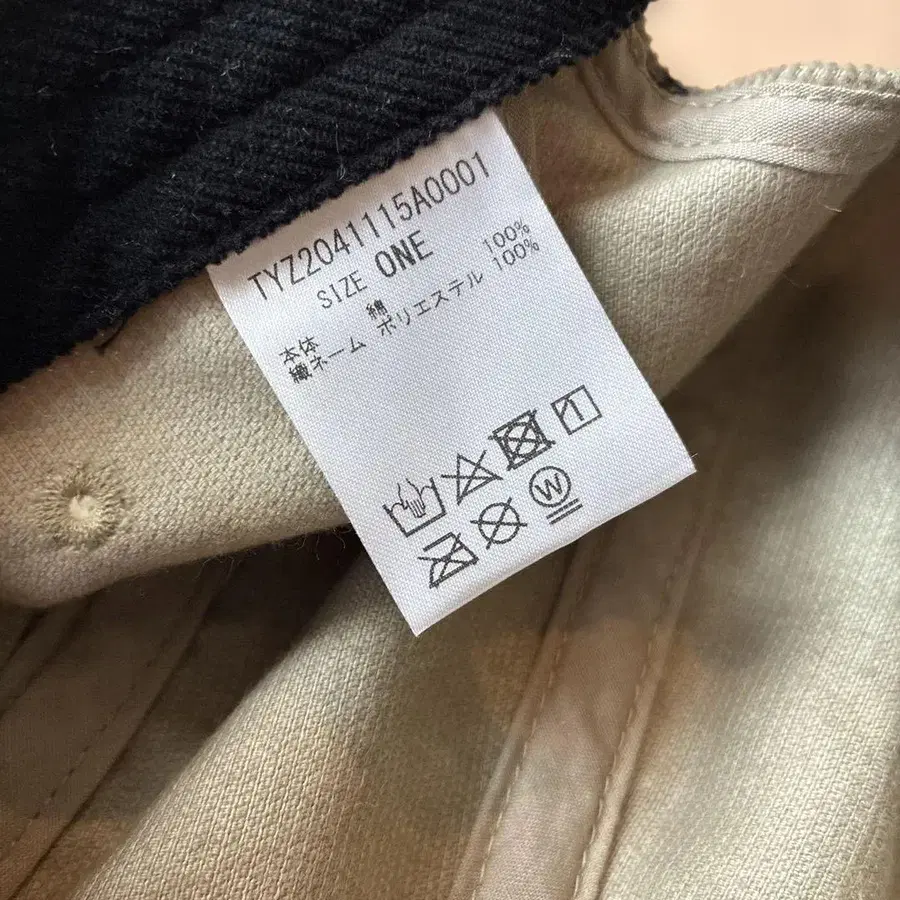 TYZ2041115A0001
SIZE ONE
本体 綿 100%
織ネーム ポリエステル 100%
W